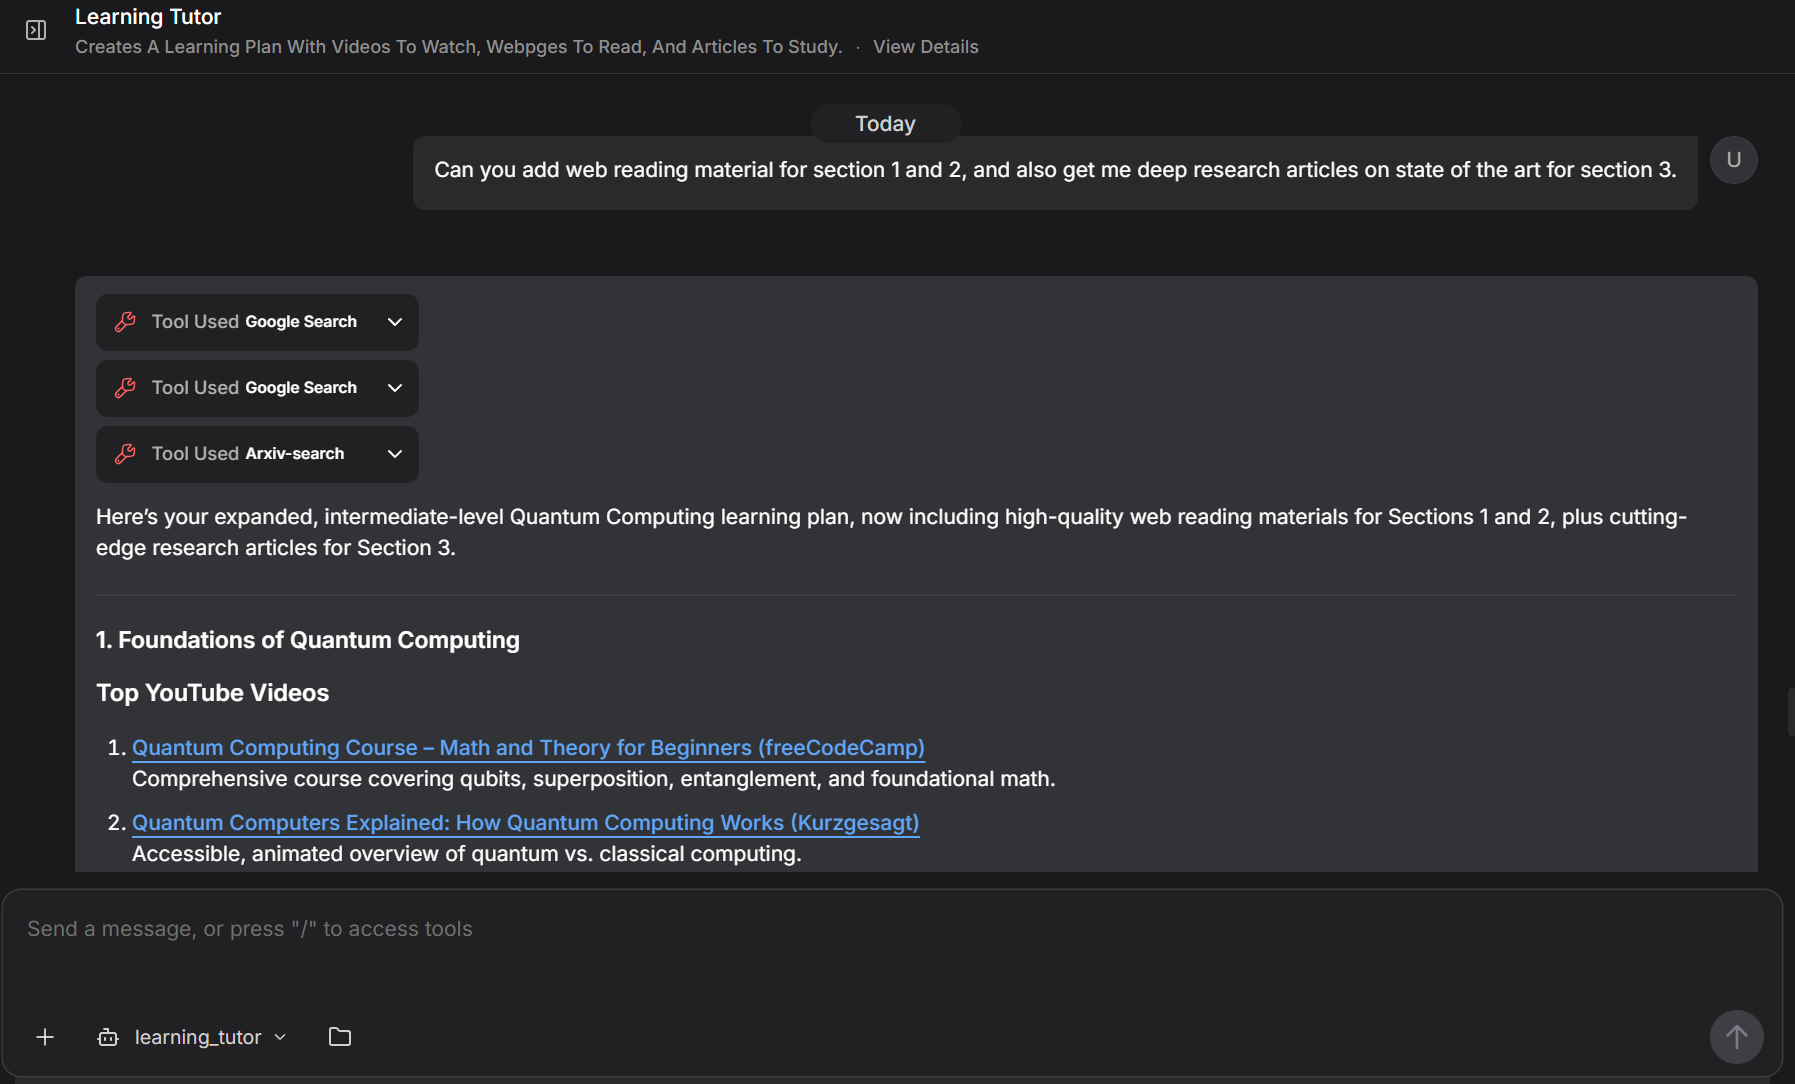 Learning Tutor
Creates A Learning Plan With Videos To Watch, Webpges To Read, And Articles To Study. · View Details
Today
Can you add web reading material for section 1 and 2, and also get me deep research articles on state of the art for section 3.
U
Tool Used Google Search
Tool Used Google Search
Tool Used Arxiv-search
Here’s your expanded, intermediate-level Quantum Computing learning plan, now including high-quality web reading materials for Sections 1 and 2, plus cutting-
edge research articles for Section 3.
1. Foundations of Quantum Computing
Top YouTube Videos
1. Quantum Computing Course – Math and Theory for Beginners (freeCodeCamp)
Comprehensive course covering qubits, superposition, entanglement, and foundational math.
2. Quantum Computers Explained: How Quantum Computing Works (Kurzgesagt)
Accessible, animated overview of quantum vs. classical computing.
Send a message, or press "/" to access tools
learning_tutor